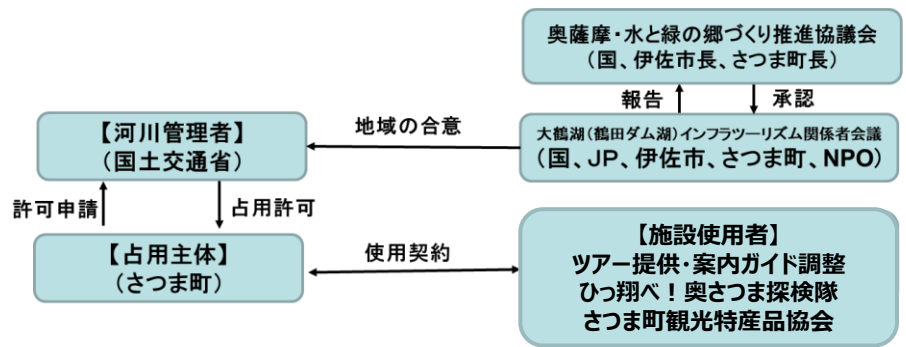 奥薩摩・水と緑の郷づくり推進協議会
（国、伊佐市長、さつま町長）
報告
承認
大鶴湖（鶴田ダム湖）インフラツーリズム関係者会議
（国、JP、伊佐市、さつま町、NPO）
地域の合意
【河川管理者】
（国土交通省）
許可申請
占用許可
【占用主体】
（さつま町）
使用契約
【施設使用者】
ツアー提供・案内ガイド調整
ひっ翔べ！奥さつま探検隊
さつま町観光特産品協会